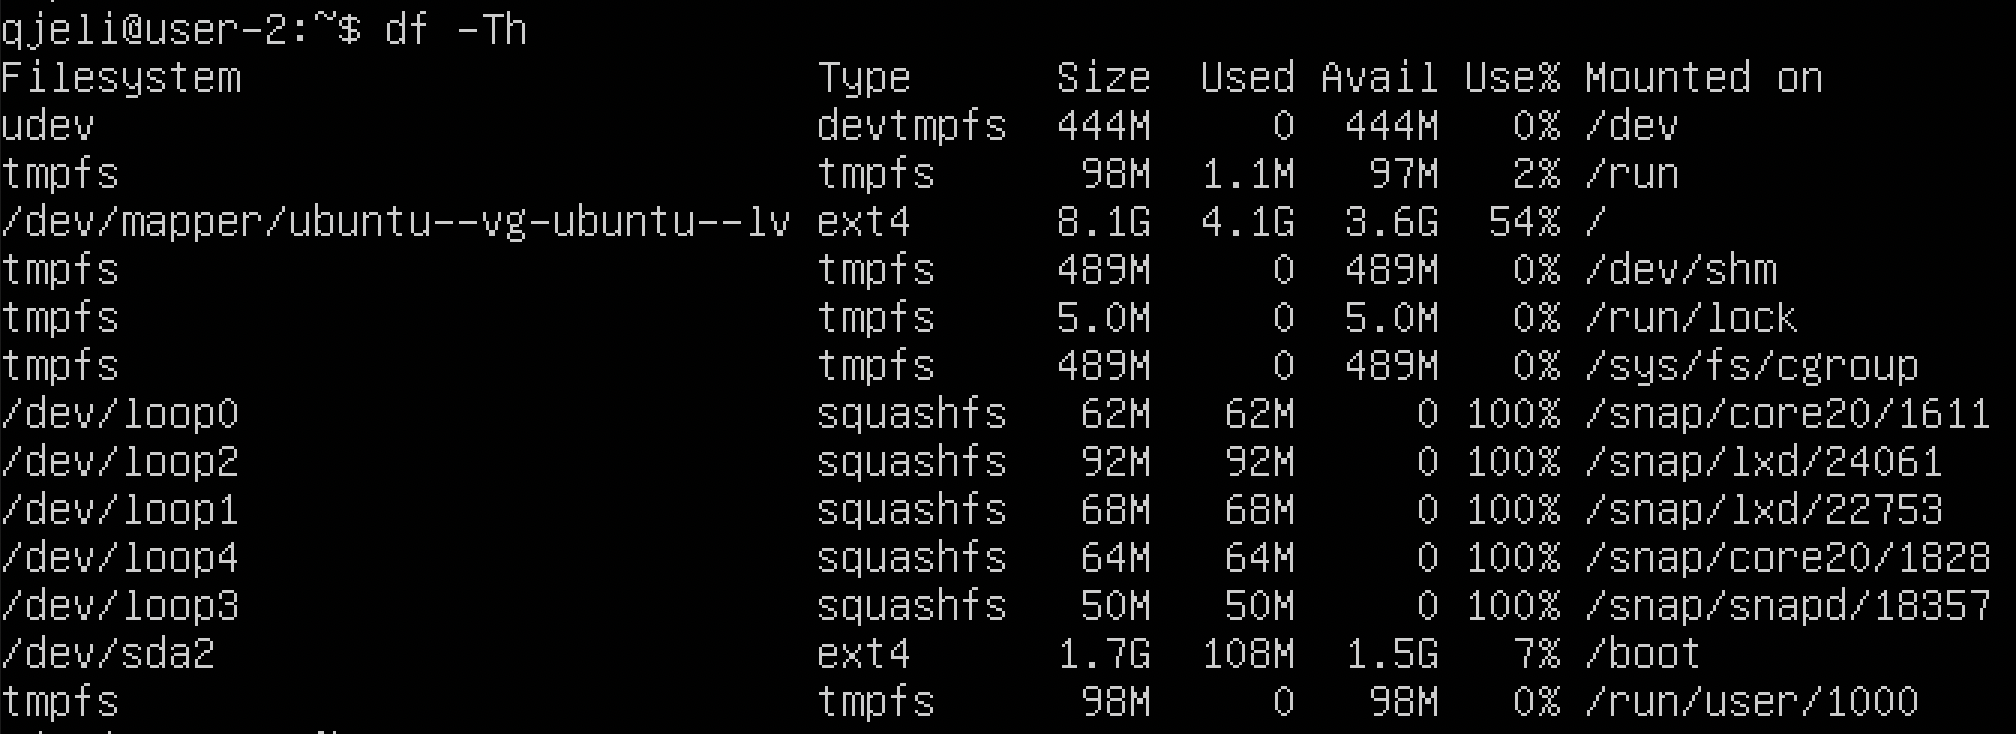 qjeli@user-2:~$ df -Th
Filesystem Type Size Used Avail Use% Mounted on
udev devtmpfs 444M 0 444M 0% /dev
tmpfs tmpfs 98M 1.1M 97M 2% /run
/dev/mapper/ubuntu--vg-ubuntu--lv ext4 8.1G 4.1G 3.6G 54% /
tmpfs tmpfs 489M 0 489M 0% /dev/shm
tmpfs tmpfs 5.0M 0 5.0M 0% /run/lock
tmpfs tmpfs 489M 0 489M 0% /sys/fs/cgroup
/dev/loop0 squashfs 62M 62M 0 100% /snap/core20/1611
/dev/loop2 squashfs 92M 92M 0 100% /snap/lxd/24061
/dev/loop1 squashfs 68M 68M 0 100% /snap/lxd/22753
/dev/loop4 squashfs 64M 64M 0 100% /snap/core20/1828
/dev/loop3 squashfs 50M 50M 0 100% /snap/snapd/18357
/dev/sda2 ext4 1.7G 108M 1.5G 7% /boot
tmpfs tmpfs 98M 0 98M 0% /run/user/1000